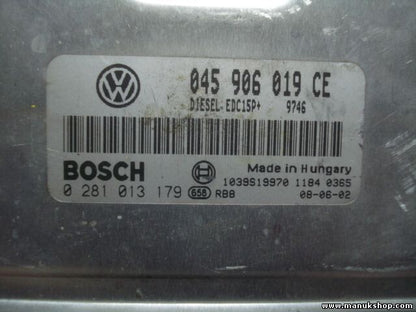 045 906 019 CE
DIESEL-EDC15P+ 9746
BOSCH
Made in Hungary
1039S19970 1184 0365
0 281 013 179 658 RB8 08-06-02
www.manukshop.com